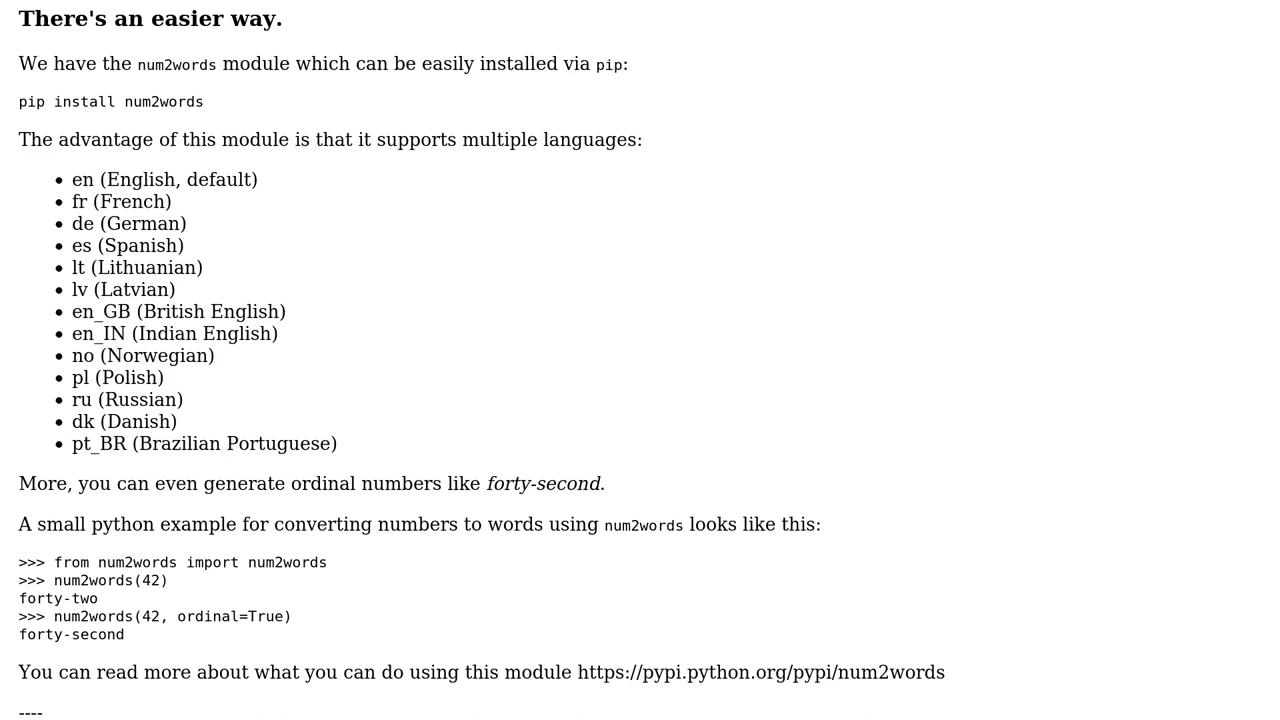 There's an easier way.
We have the num2words module which can be easily installed via pip:
pip install num2words
The advantage of this module is that it supports multiple languages:
• en (English, default)
• fr (French)
• de (German)
• es (Spanish)
• lt (Lithuanian)
• lv (Latvian)
• en_GB (British English)
• en_IN (Indian English)
• no (Norwegian)
• pl (Polish)
• ru (Russian)
• dk (Danish)
• pt_BR (Brazilian Portuguese)
More, you can even generate ordinal numbers like forty-second.
A small python example for converting numbers to words using num2words looks like this:
>>> from num2words import num2words
>>> num2words(42)
forty-two
>>> num2words(42, ordinal=True)
forty-second
You can read more about what you can do using this module https://pypi.python.org/pypi/num2words
----